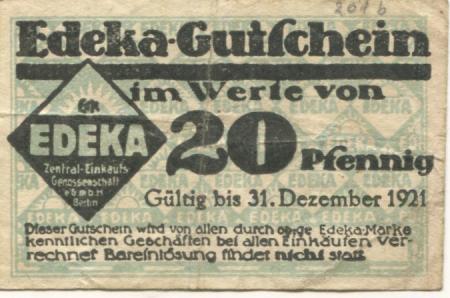 201b
Edeka-Gutschein
im Werte von
20 Pfennig
EDEKA
Zentral-Einkaufs
Genossenschaft
e.G.m.b.H
Berlin
Gültig bis 31. Dezember 1921
Dieser Gutschein wird von allen durch obige Edeka-Marke
kenntlichen Geschäften bei allen Einkäufen ver-
rechnet Bareinlösung findet nicht statt